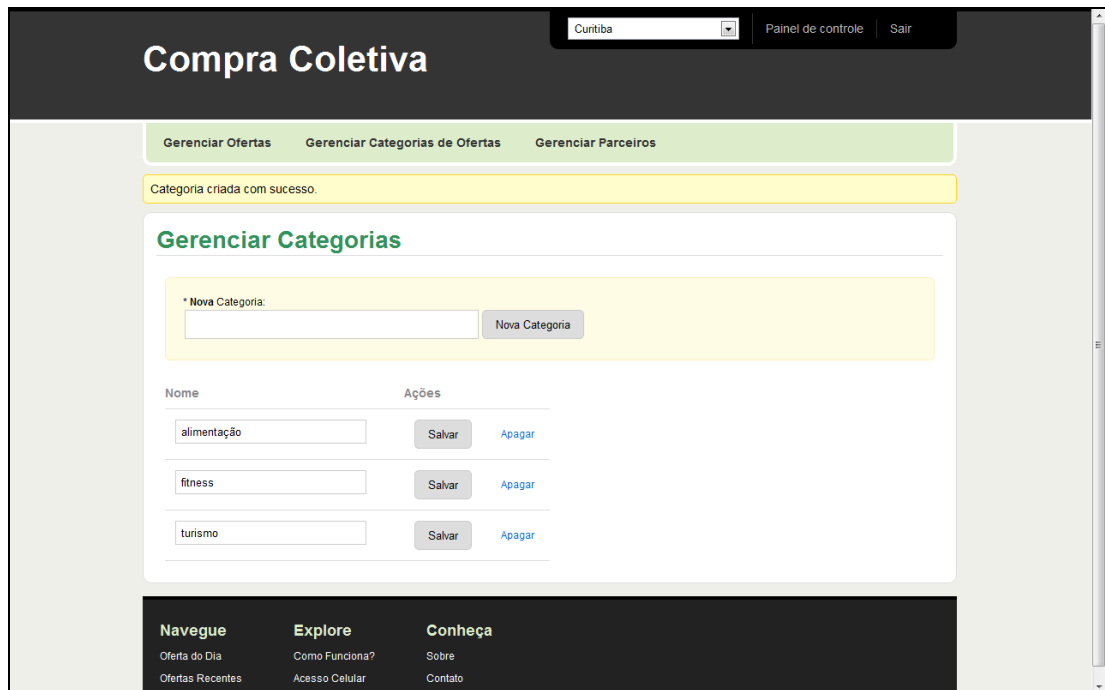 Curitiba Painel de controle Sair
Compra Coletiva
Gerenciar Ofertas Gerenciar Categorias de Ofertas Gerenciar Parceiros
Categoria criada com sucesso.
Gerenciar Categorias
* Nova Categoria:
Nova Categoria
Nome Ações
alimentação Salvar Apagar
fitness Salvar Apagar
turismo Salvar Apagar
Navegue Explore Conheça
Oferta do Dia Como Funciona? Sobre
Ofertas Recentes Acesso Celular Contato